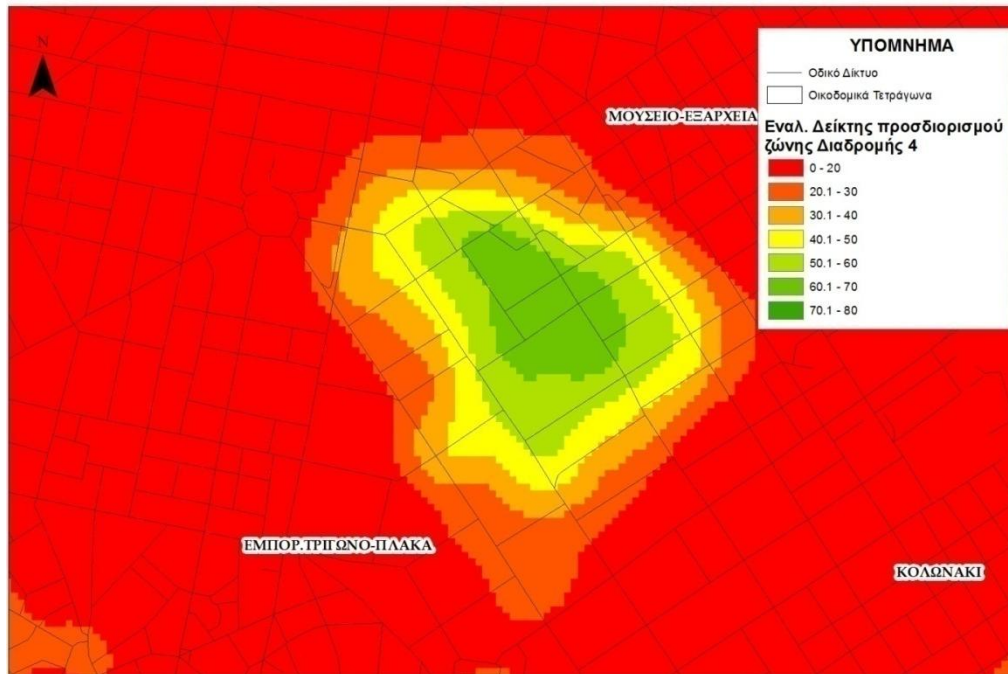 N
ΜΟΥΣΕΙΟ-ΕΞΑΡΧΕΙΑ
ΕΜΠΟΡ.ΤΡΙΓΩΝΟ-ΠΛΑΚΑ
ΚΟΛΩΝΑΚΙ
ΥΠΟΜΝΗΜΑ
Οδικό Δίκτυο
Οικοδομικά Τετράγωνα
Εναλ. Δείκτης προσδιορισμού
ζώνης Διαδρομής 4
0 - 20
20.1 - 30
30.1 - 40
40.1 - 50
50.1 - 60
60.1 - 70
70.1 - 80